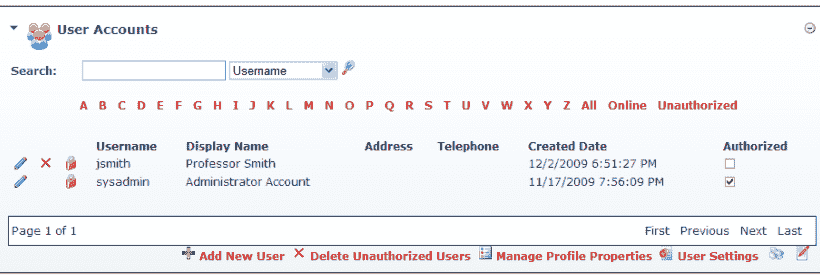 User Accounts
Search: Username
A B C D E F G H I J K L M N O P Q R S T U V W X Y Z All Online Unauthorized
Username Display Name Address Telephone Created Date Authorized
jsmith Professor Smith 12/2/2009 6:51:27 PM
sysadmin Administrator Account 11/17/2009 7:56:09 PM
Page 1 of 1 First Previous Next Last
Add New User Delete Unauthorized Users Manage Profile Properties User Settings